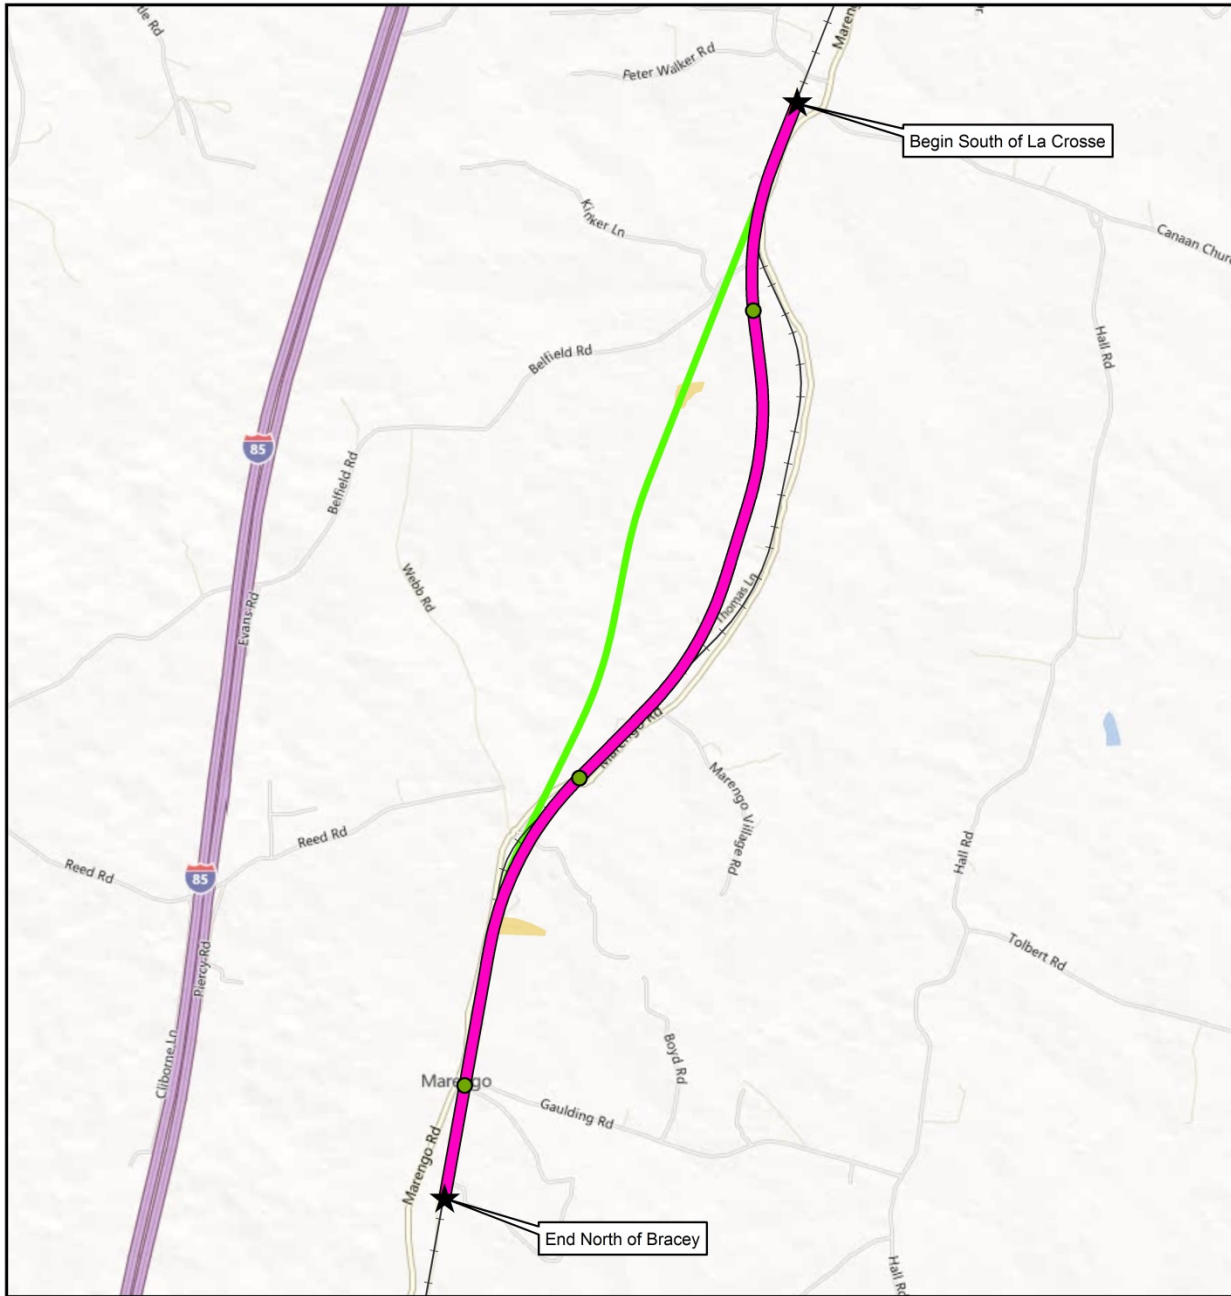 Peter Walker Rd
Begin South of La Crosse
Kinker Ln
Hall Rd
Belfield Rd
85
Belfield Rd
Webb Rd
Thomas Ln
Evans Rd
Marengo Rd
Marengo Village Rd
Reed Rd
Reed Rd
85
Hall Rd
Tolbert Rd
Piercy Rd
Boyd Rd
Cliborne Ln
Marengo
Gaulding Rd
Marengo Rd
End North of Bracey
Hall Rd